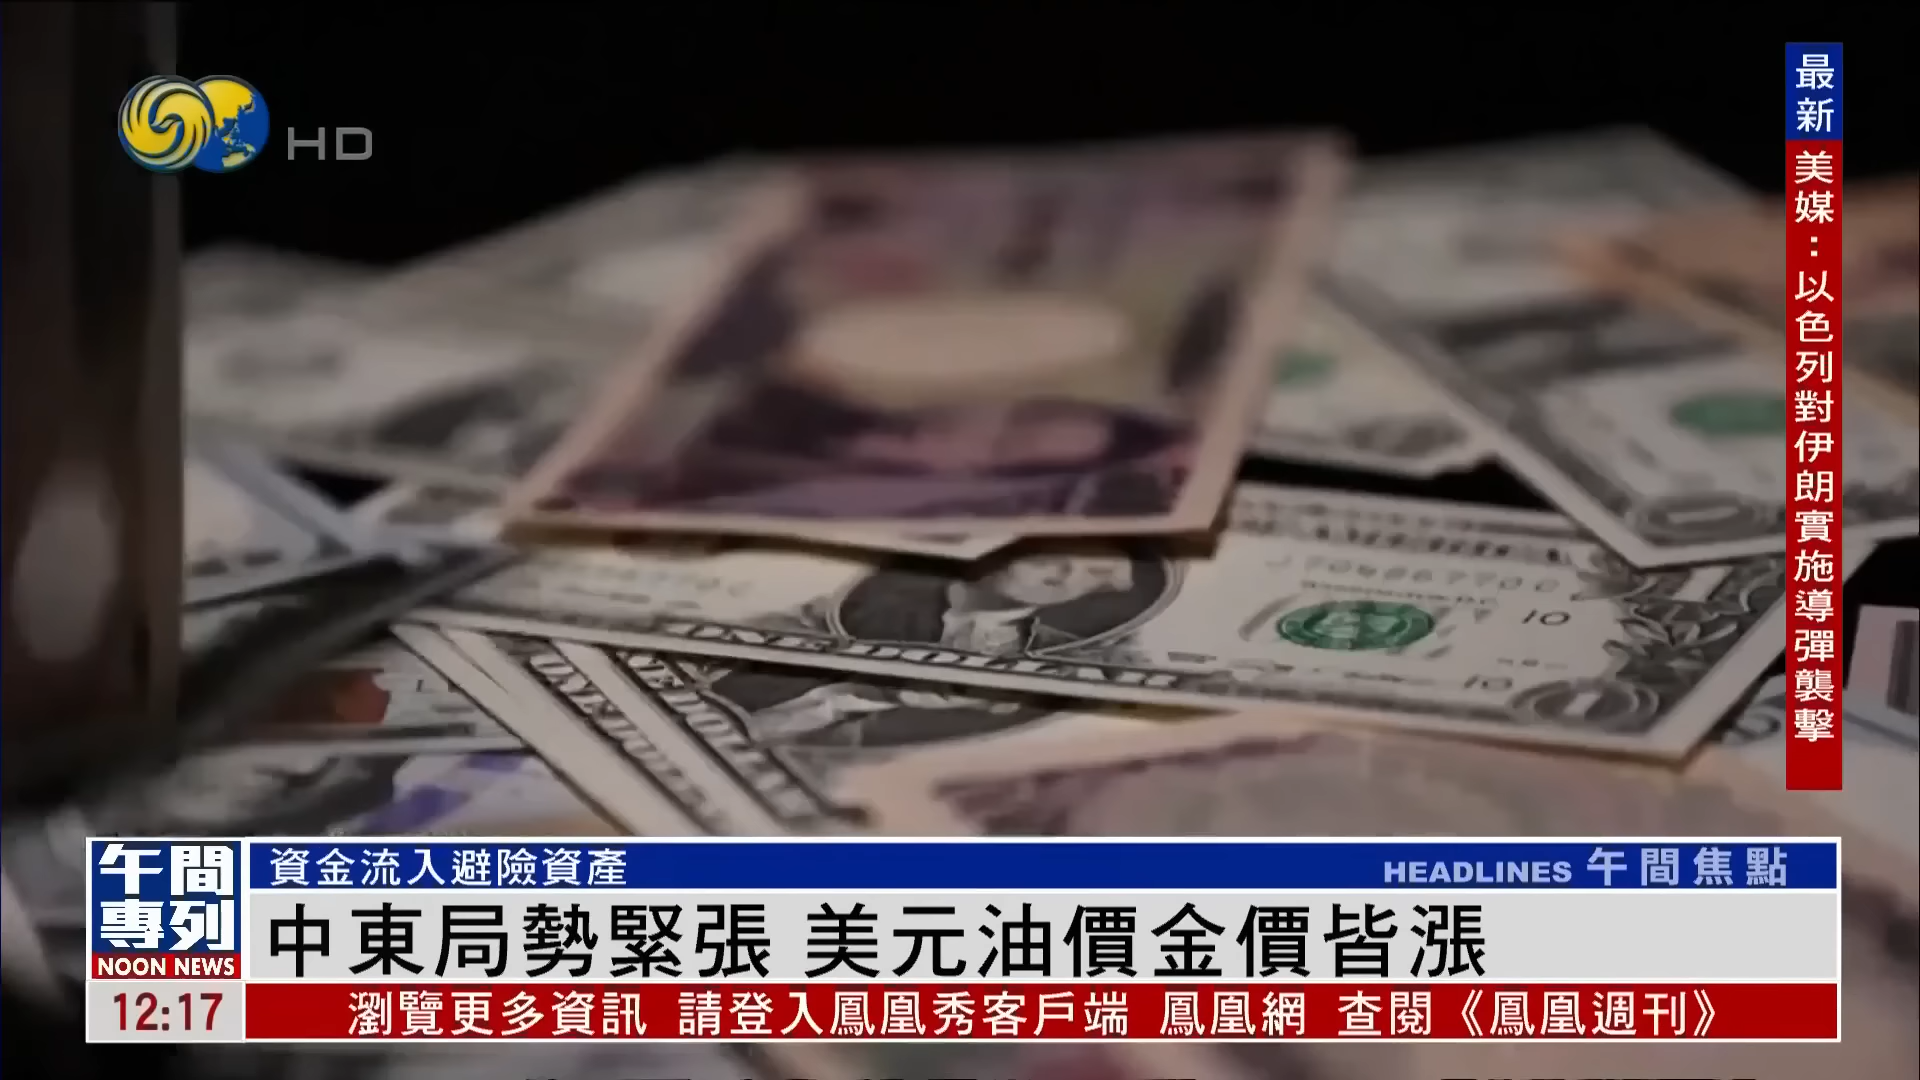 HD
最新
美媒：以色列對伊朗實施導彈襲擊
ONE DOLLAR
午間專列
NOON NEWS
資金流入避險資產
HEADLINES 午間焦點
中東局勢緊張 美元油價金價皆漲
12:17
瀏覽更多資訊 請登入鳳凰秀客戶端 鳳凰網 查閱《鳳凰週刊》